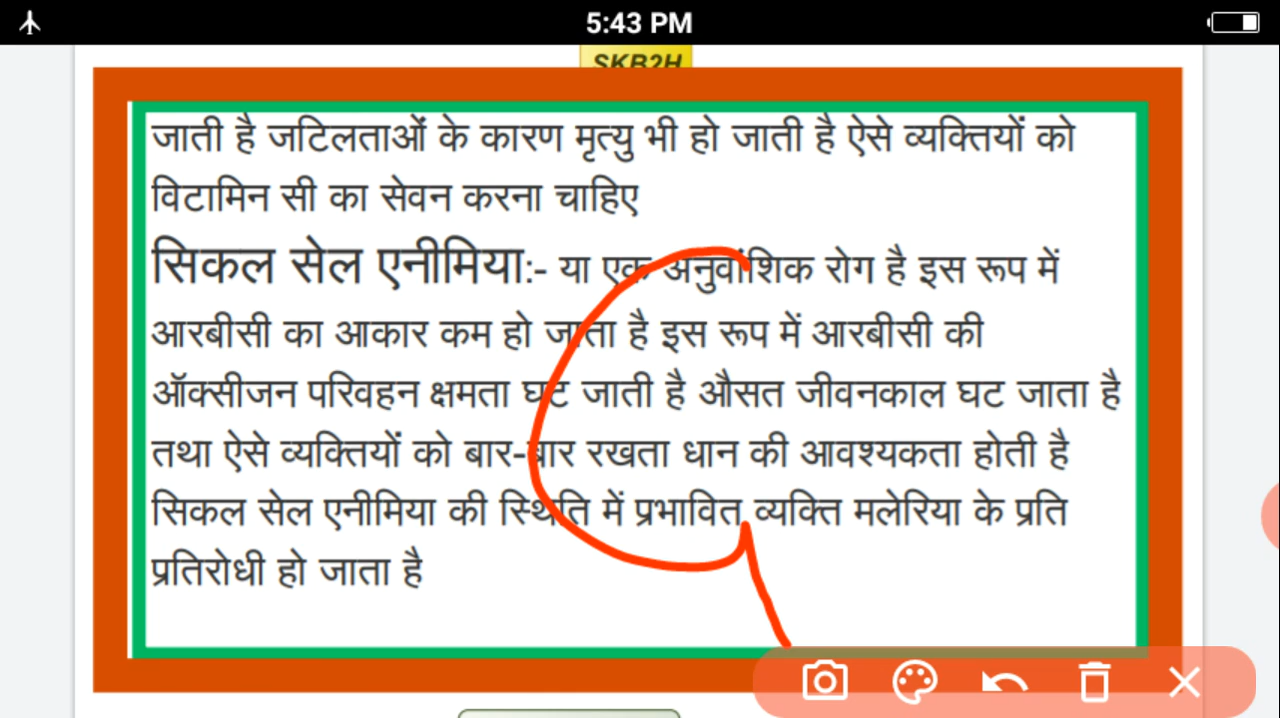 5:43 PM
SKB2H
जाती है जटिलताओं के कारण मृत्यु भी हो जाती है ऐसे व्यक्तियों को
विटामिन सी का सेवन करना चाहिए
सिकल सेल एनीमिया:- या एक अनुवांशिक रोग है इस रूप में
आरबीसी का आकार कम हो जाता है इस रूप में आरबीसी की
ऑक्सीजन परिवहन क्षमता घट जाती है औसत जीवनकाल घट जाता है
तथा ऐसे व्यक्तियों को बार-बार रखता धान की आवश्यकता होती है
सिकल सेल एनीमिया की स्थिति में प्रभावित व्यक्ति मलेरिया के प्रति
प्रतिरोधी हो जाता है